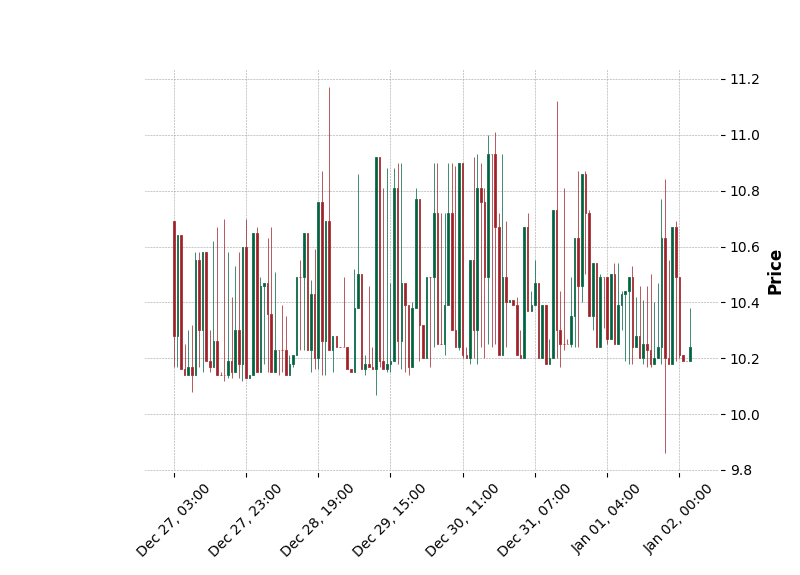 11.2
11.0
10.8
10.6
10.4
10.2
10.0
9.8
Price
Dec 27, 03:00
Dec 27, 23:00
Dec 28, 19:00
Dec 29, 15:00
Dec 30, 11:00
Dec 31, 07:00
Jan 01, 04:00
Jan 02, 00:00